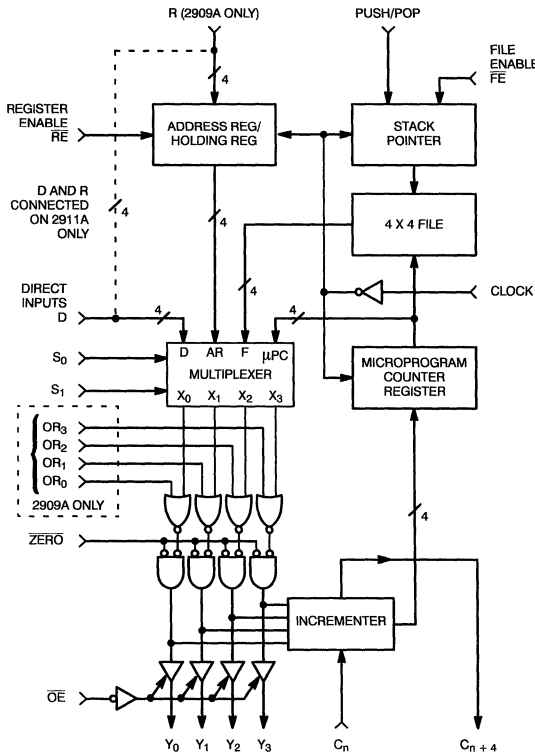 R (2909A ONLY)
PUSH/POP
FILE
ENABLE
FE
4
REGISTER
ENABLE
RE
ADDRESS REG/
HOLDING REG
STACK
POINTER
D AND R
CONNECTED
ON 2911A
ONLY
4
4
4 X 4 FILE
4
CLOCK
DIRECT
INPUTS
D
4
4
D AR F µPC
MULTIPLEXER
X₀ X₁ X₂ X₃
S₀
S₁
MICROPROGRAM
COUNTER
REGISTER
OR₃
OR₂
OR₁
OR₀
2909A ONLY
4
ZERO
INCREMENTER
OE
Y₀ Y₁ Y₂ Y₃ Cₙ Cₙ ₊ ₄